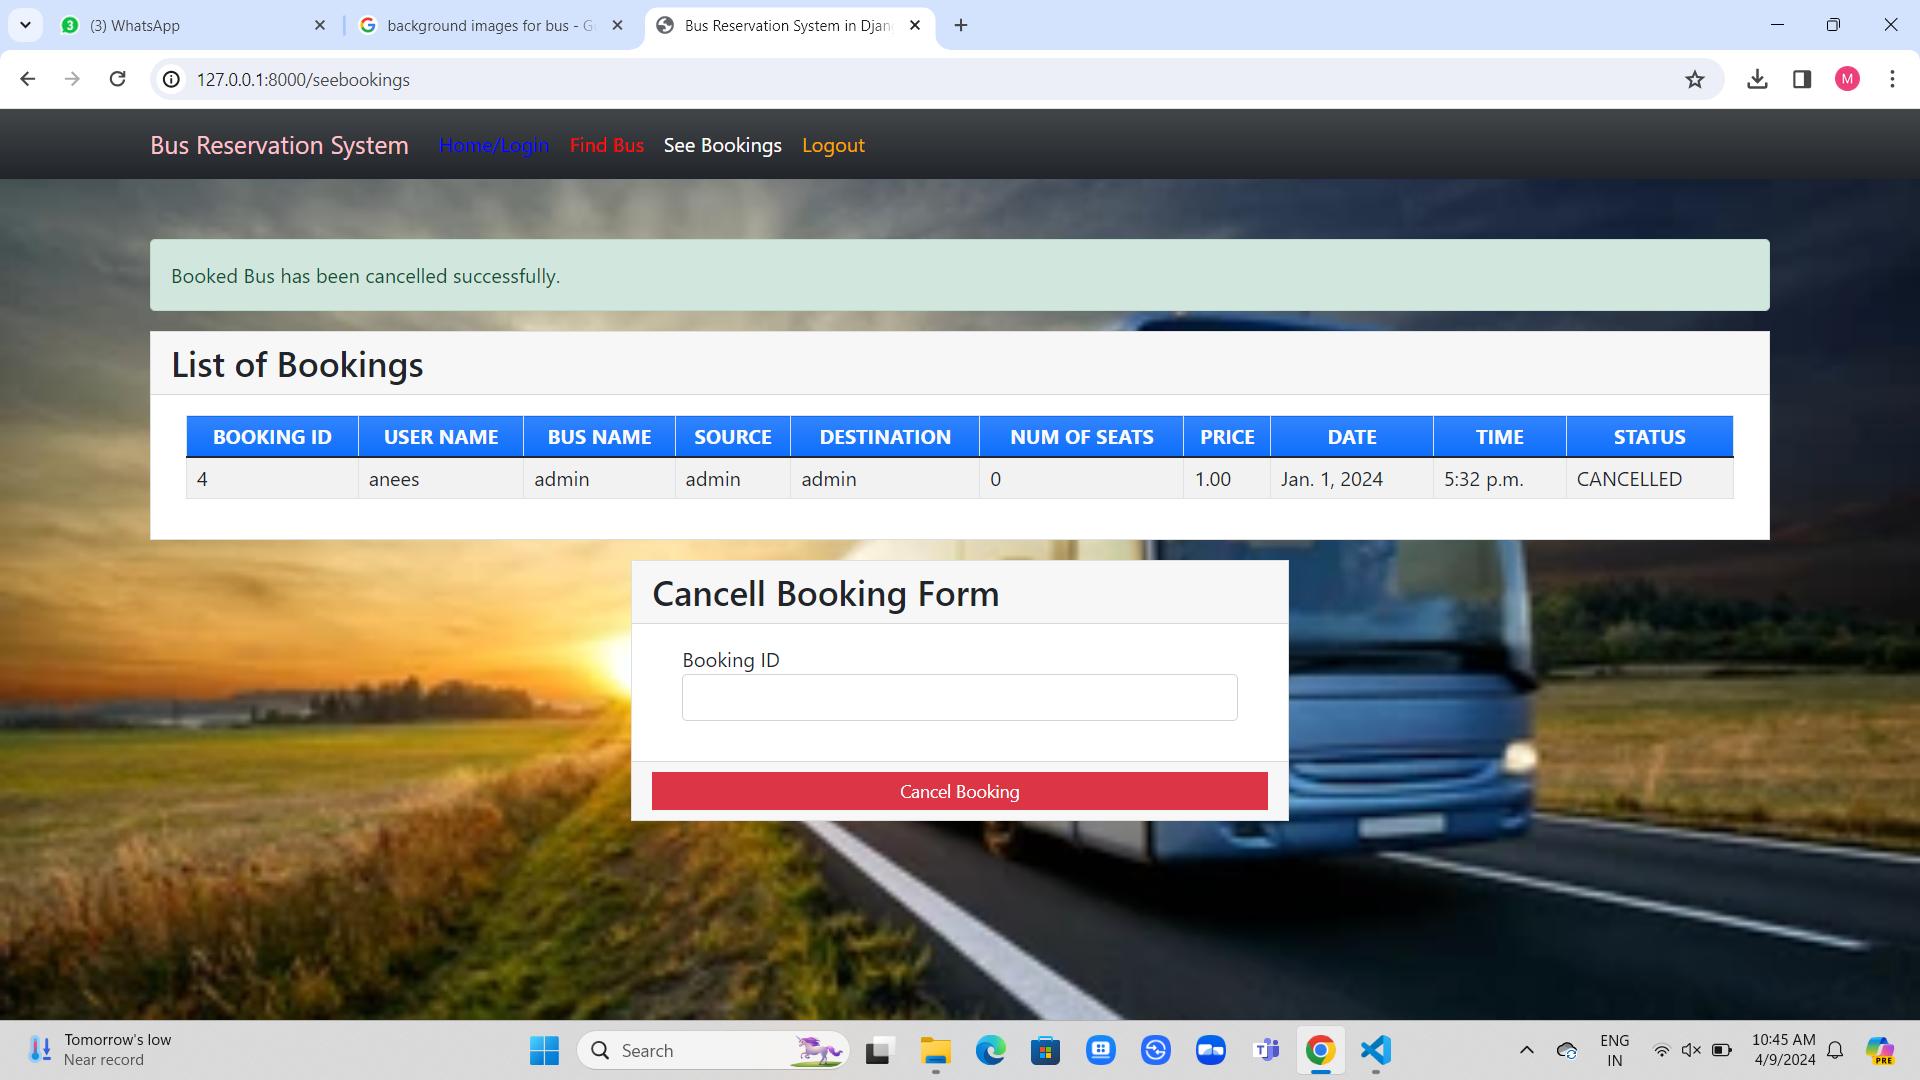 (3) WhatsApp
background images for bus - G
Bus Reservation System in Djan
127.0.0.1:8000/seebookings
M
Bus Reservation System Home/Login Find Bus See Bookings Logout
Booked Bus has been cancelled successfully.
List of Bookings
BOOKING ID USER NAME BUS NAME SOURCE DESTINATION NUM OF SEATS PRICE DATE TIME STATUS
4 anees admin admin admin 0 1.00 Jan. 1, 2024 5:32 p.m. CANCELLED
Cancell Booking Form
Booking ID
Cancel Booking
Tomorrow's low
Near record
Search
ENG
IN
10:45 AM
4/9/2024
PRE